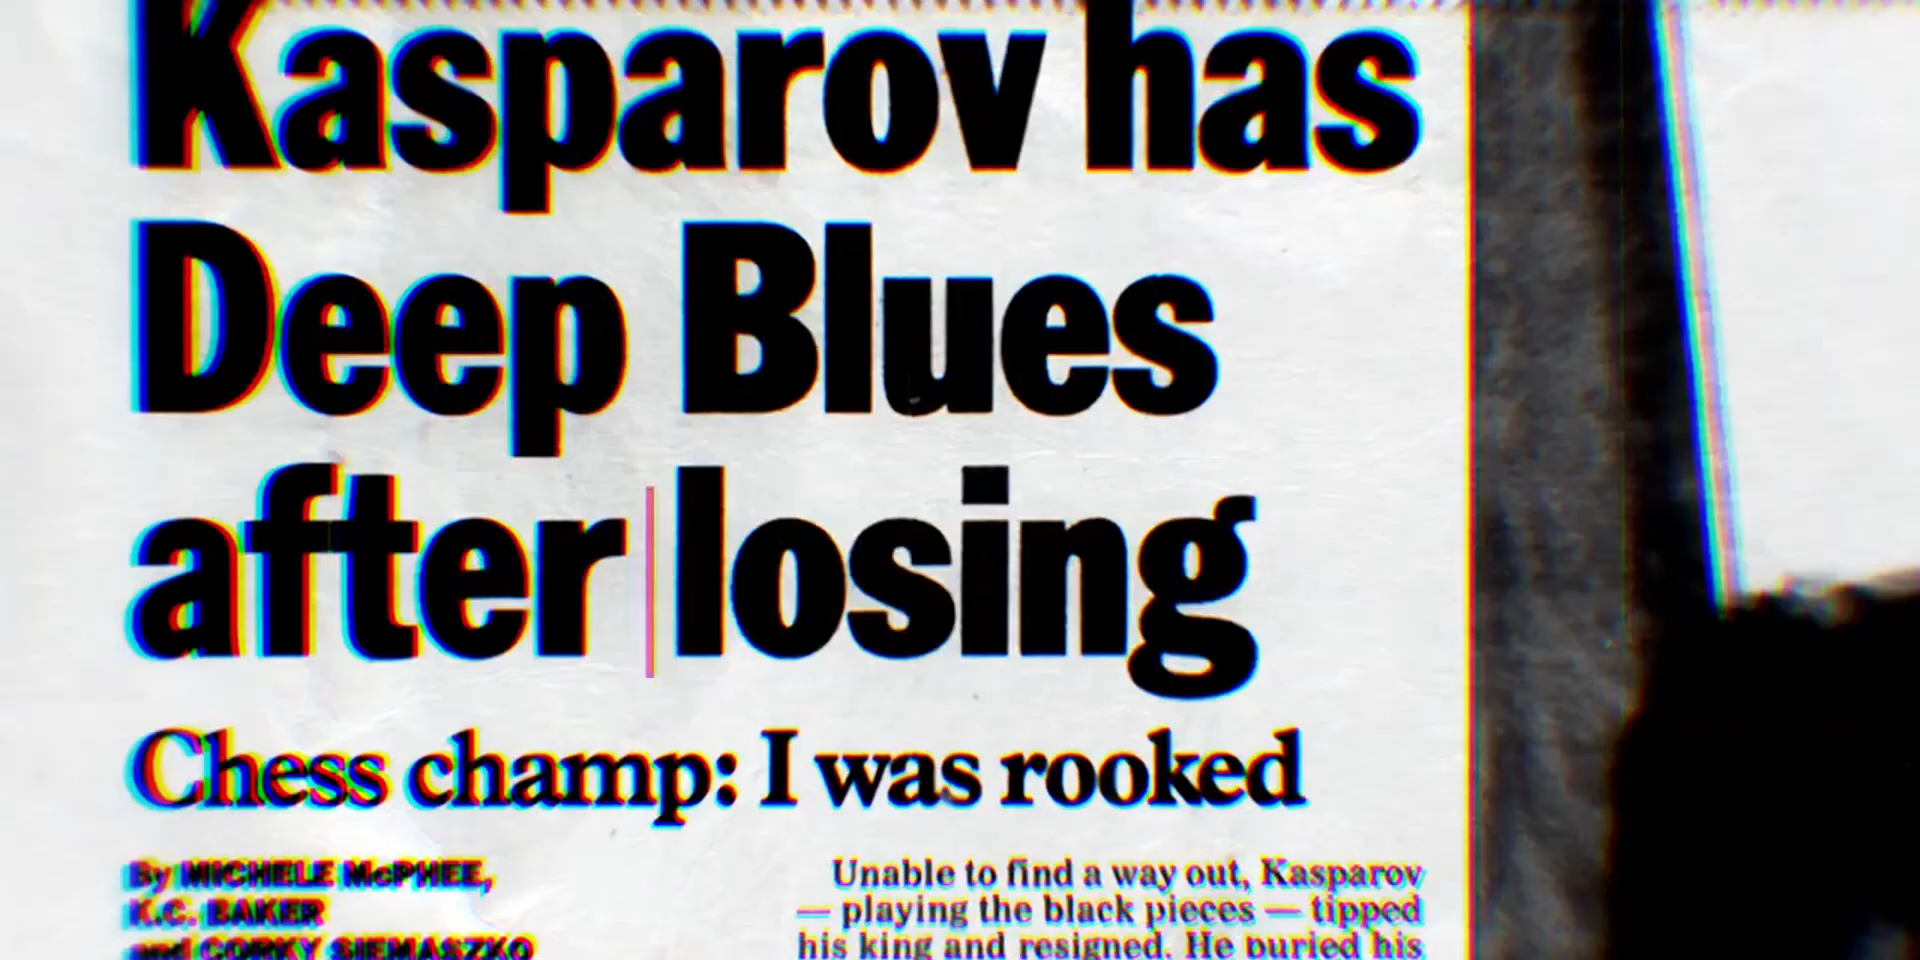 Kasparov has
Deep Blues
after losing
Chess champ: I was rooked
By MICHELE McPHEE,
K.C. BAKER
and CORKY SIEMASZKO
Unable to find a way out, Kasparov
— playing the black pieces — tipped
his king and resigned. He buried his